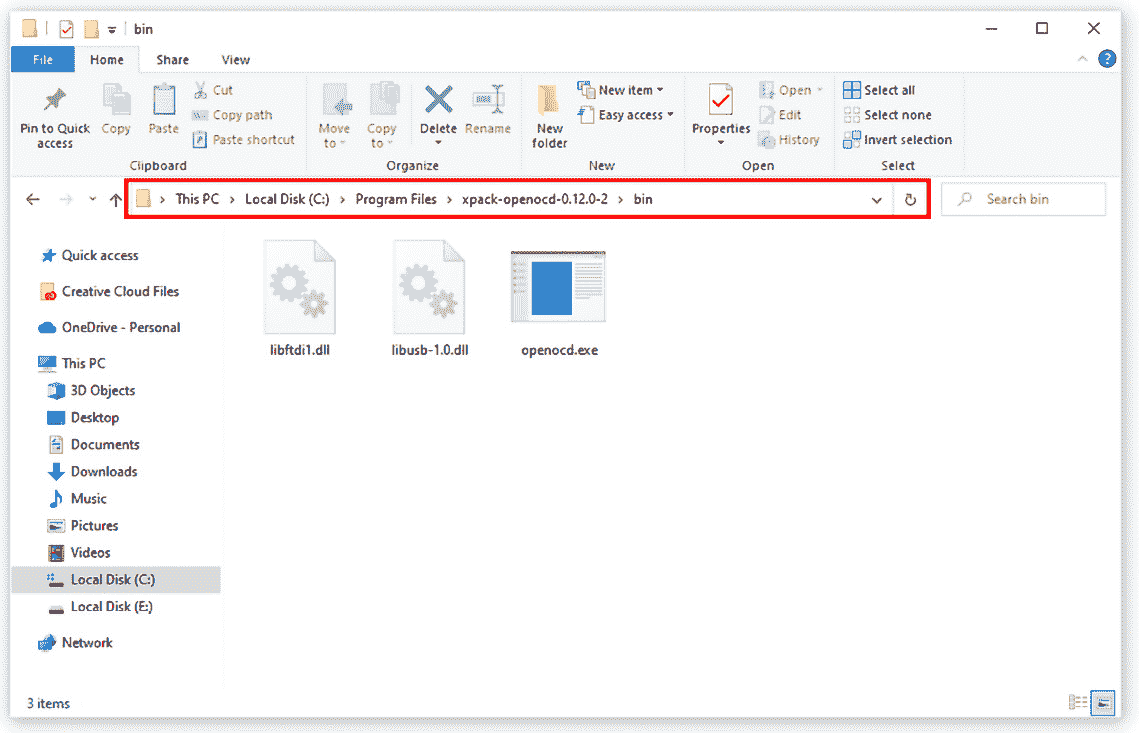 bin
File Home Share View
Pin to Quick access
Copy
Paste
Cut
Copy path
Paste shortcut
Clipboard
Move to
Copy to
Delete
Rename
Organize
New folder
New item
Easy access
New
Properties
Open
Edit
History
Open
Select all
Select none
Invert selection
Select
This PC > Local Disk (C:) > Program Files > xpack-openocd-0.12.0-2 > bin
Search bin
Quick access
Creative Cloud Files
OneDrive - Personal
This PC
3D Objects
Desktop
Documents
Downloads
Music
Pictures
Videos
Local Disk (C:)
Local Disk (E:)
Network
libftdi1.dll
libusb-1.0.dll
openocd.exe
3 items